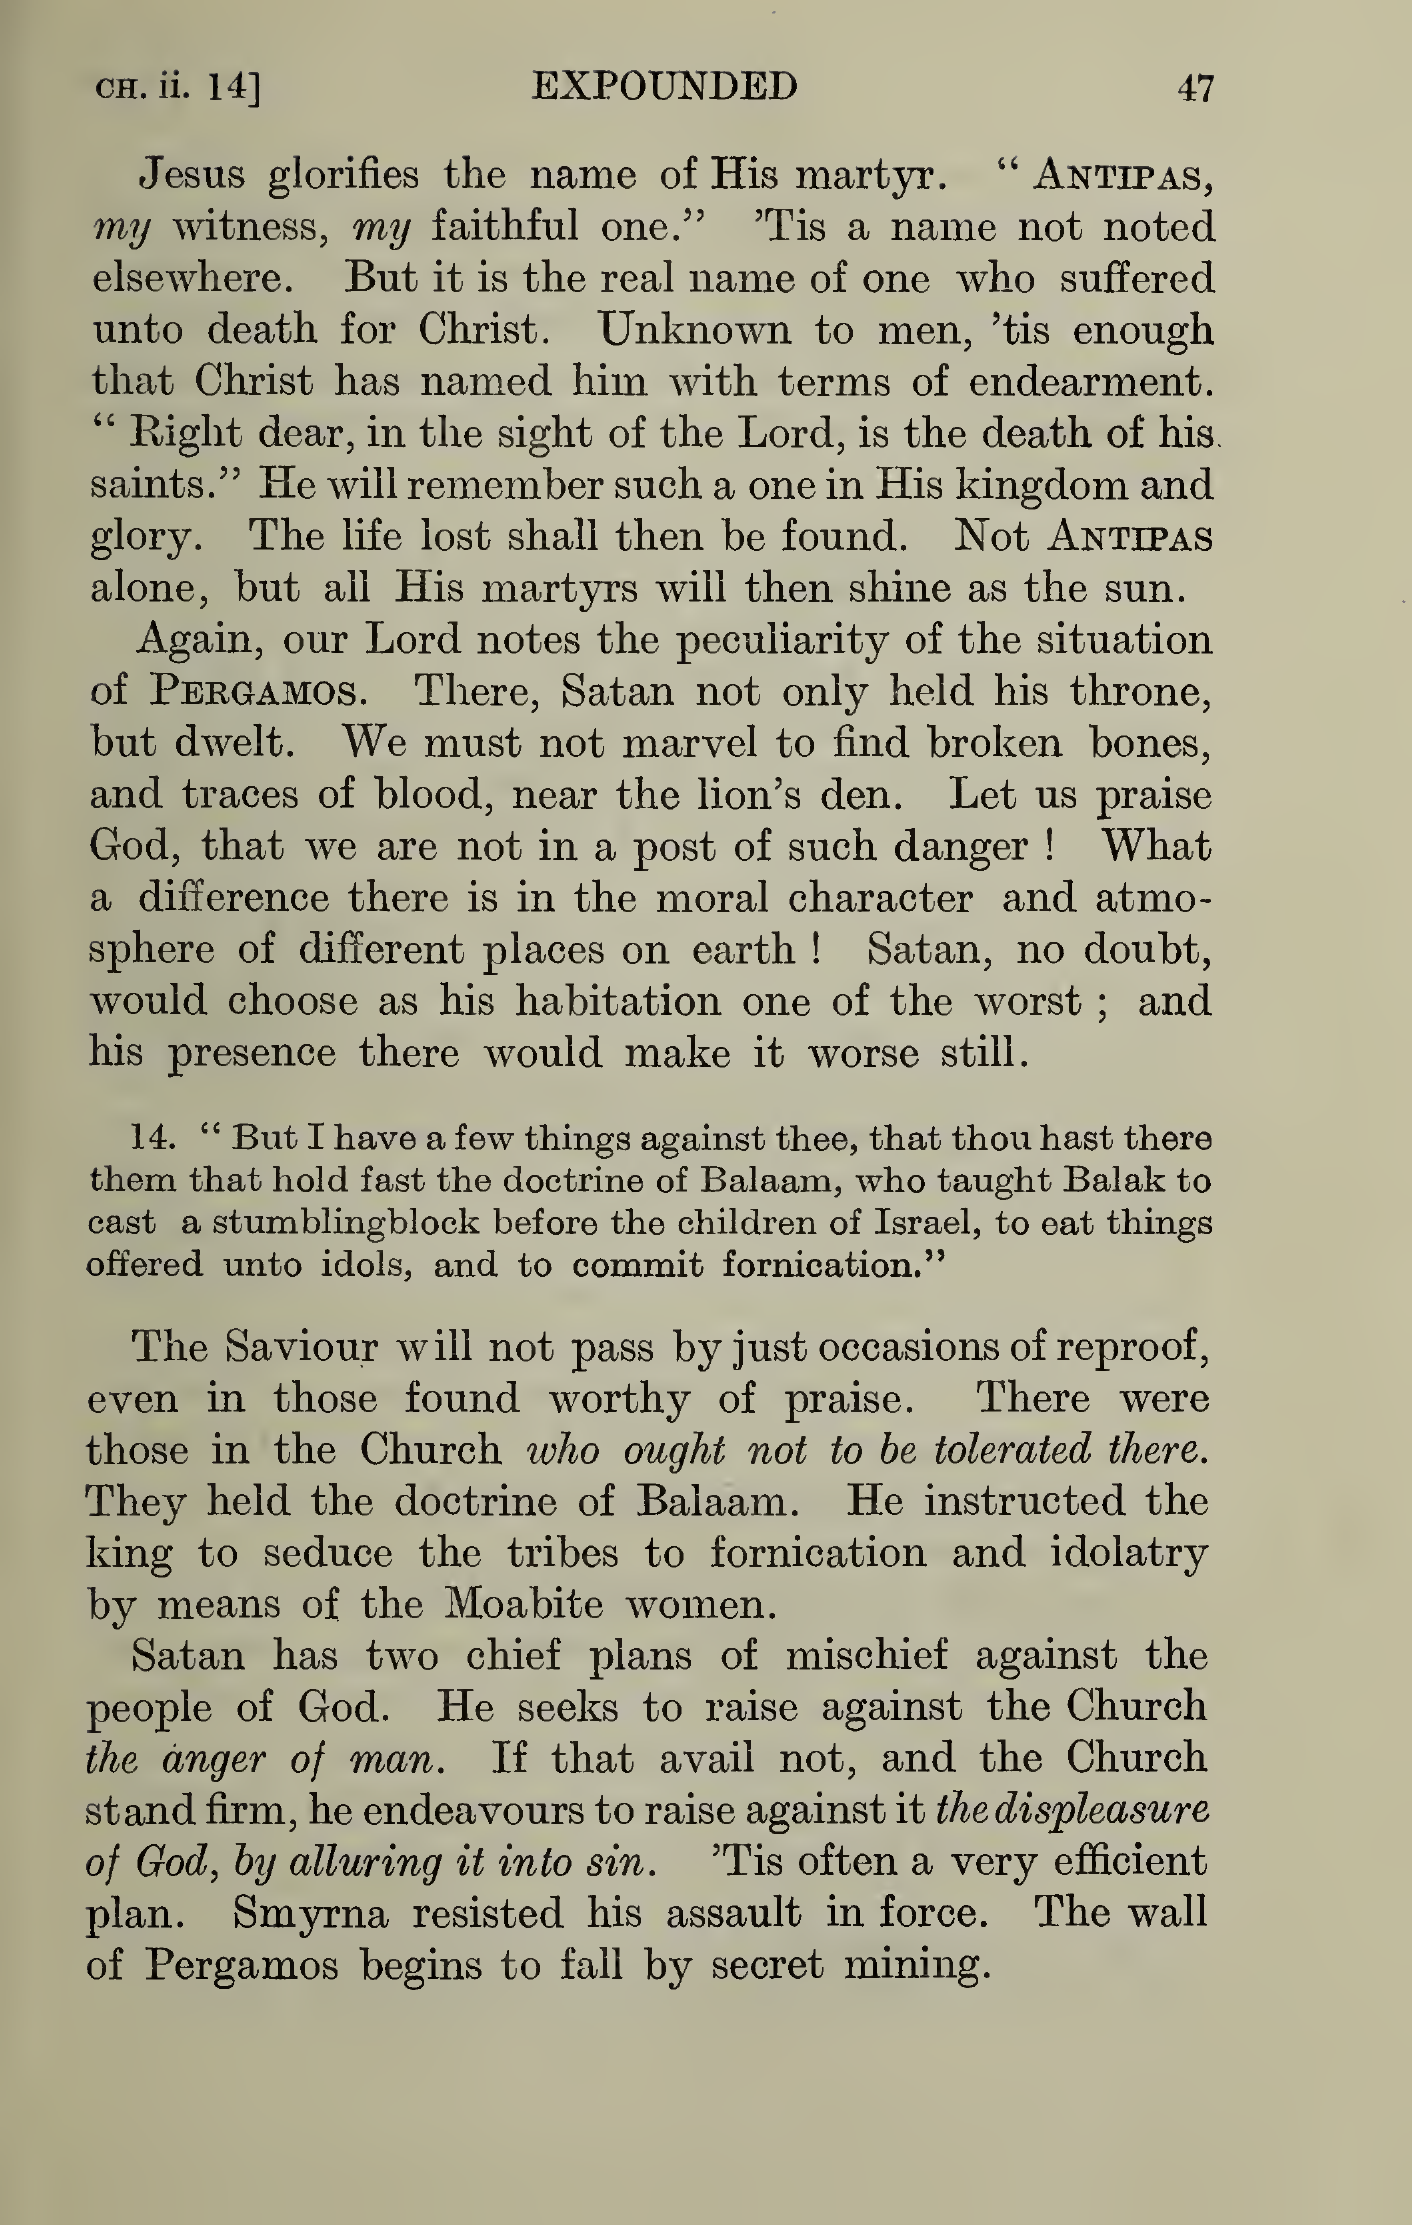 CH. ii. 14] EXPOUNDED 47
Jesus glorifies the name of His martyr. “ ANTIPAS,
my witness, my faithful one.” ’Tis a name not noted
elsewhere. But it is the real name of one who suffered
unto death for Christ. Unknown to men, ’tis enough
that Christ has named him with terms of endearment.
“ Right dear, in the sight of the Lord, is the death of his
saints.” He will remember such a one in His kingdom and
glory. The life lost shall then be found. Not ANTIPAS
alone, but all His martyrs will then shine as the sun.
Again, our Lord notes the peculiarity of the situation
of PERGAMOS. There, Satan not only held his throne,
but dwelt. We must not marvel to find broken bones,
and traces of blood, near the lion’s den. Let us praise
God, that we are not in a post of such danger ! What
a difference there is in the moral character and atmo-
sphere of different places on earth ! Satan, no doubt,
would choose as his habitation one of the worst ; and
his presence there would make it worse still.
14. “ But I have a few things against thee, that thou hast there
them that hold fast the doctrine of Balaam, who taught Balak to
cast a stumblingblock before the children of Israel, to eat things
offered unto idols, and to commit fornication.”
The Saviour will not pass by just occasions of reproof,
even in those found worthy of praise. There were
those in the Church who ought not to be tolerated there.
They held the doctrine of Balaam. He instructed the
king to seduce the tribes to fornication and idolatry
by means of the Moabite women.
Satan has two chief plans of mischief against the
people of God. He seeks to raise against the Church
the anger of man. If that avail not, and the Church
stand firm, he endeavours to raise against it the displeasure
of God, by alluring it into sin. ’Tis often a very efficient
plan. Smyrna resisted his assault in force. The wall
of Pergamos begins to fall by secret mining.